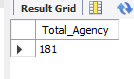 Result Grid
Total_Agency
181